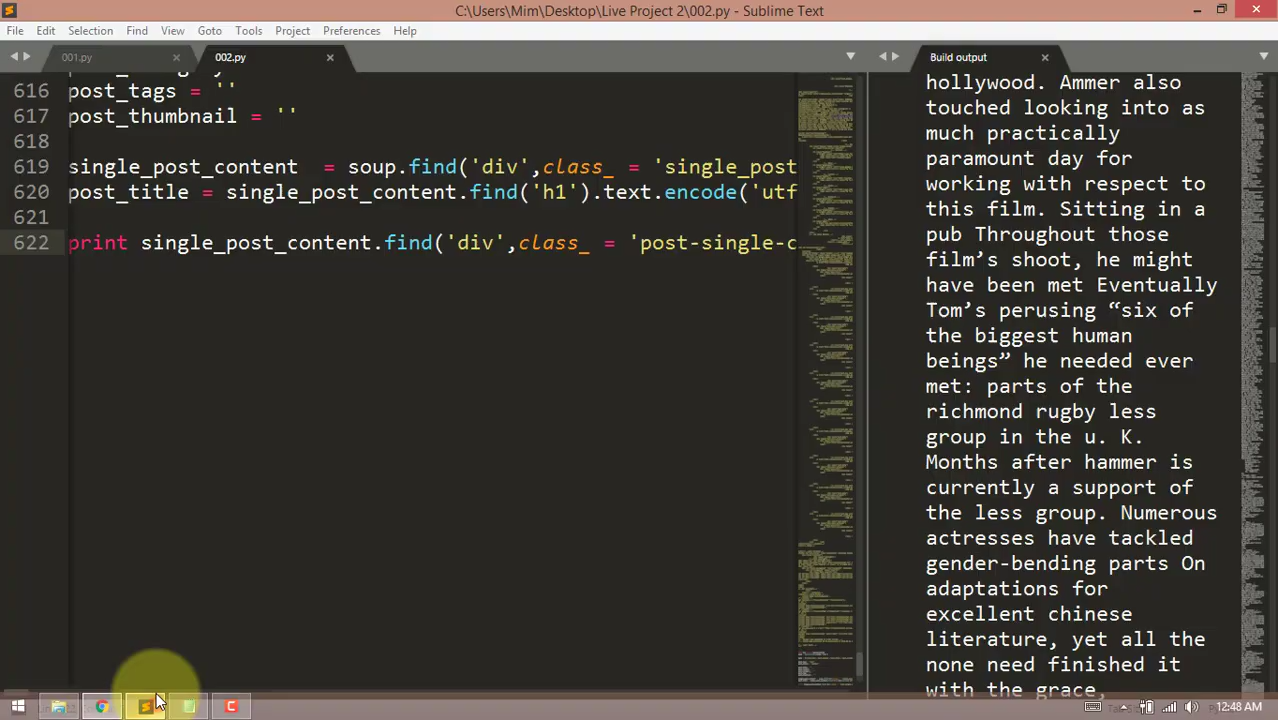 C:\Users\Mim\Desktop\Live Project 2\002.py - Sublime Text
File Edit Selection Find View Goto Tools Project Preferences Help
001.py
002.py
Build output
616 post_tags = ''
617 post_thumbnail = ''
618
619 single_post_content  = soup.find('div',class_ = 'single_post
620 post_title = single_post_content.find('h1').text.encode('utf
621
622 print single_post_content.find('div',class_ = 'post-single-c
hollywood. Ammer also
touched looking into as
much practically
paramount day for
working with respect to
this film. Sitting in a
pub Throughout those
film’s shoot, he might
have been met Eventually
Tom’s perusing “six of
the biggest human
beings” he needed ever
met: parts of the
richmond rugby less
group in the u. K.
Months after hammer is
currently a support of
the less group. Numerous
actresses have tackled
gender-bending parts On
adaptations for
excellent chinese
literature, yet all the
none need finished it
with the grace,
12:48 AM